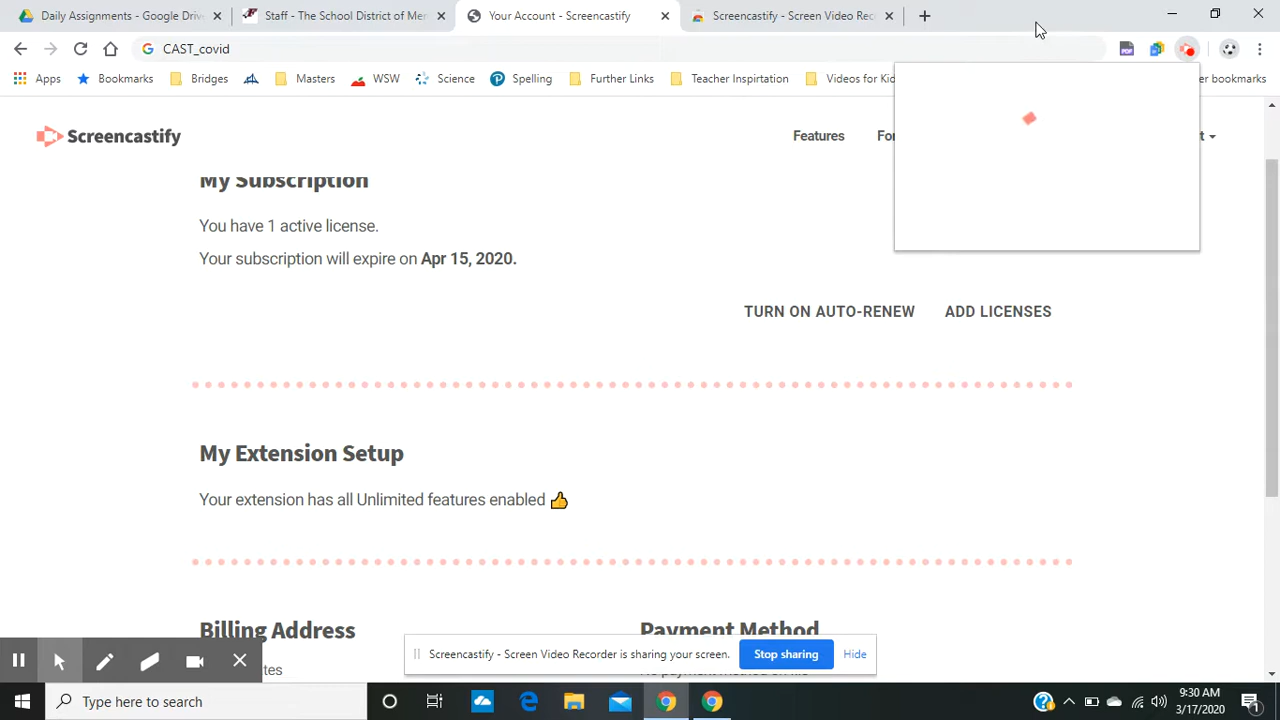 Daily Assignments - Google Driv
Staff - The School District of Mer
Your Account - Screencastify
Screencastify - Screen Video Rec
CAST_covid
Apps
Bookmarks
Bridges
Masters
WSW
Science
Spelling
Further Links
Teacher Inspirtation
Videos for Kid
er bookmarks
Screencastify
Features
For
t
My Subscription
You have 1 active license.
Your subscription will expire on Apr 15, 2020.
TURN ON AUTO-RENEW
ADD LICENSES
My Extension Setup
Your extension has all Unlimited features enabled 👍
Billing Address
Payment Method
Screencastify - Screen Video Recorder is sharing your screen.
Stop sharing
Hide
Type here to search
9:30 AM
3/17/2020